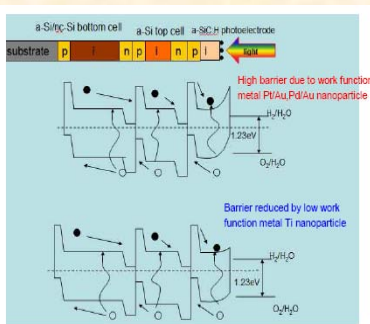 a-Si/nc-Si bottom cell
a-Si top cell
a-SiC:H photoelectrode
substrate
p
i
n
p
i
n
p
i
light
High barrier due to work function
metal Pt/Au,Pd/Au nanoparticle
H₂/H₂O
1.23eV
O₂/H₂O
Barrier reduced by low work
function metal Ti nanoparticle
H₂/H₂O
1.23eV
O₂/H₂O